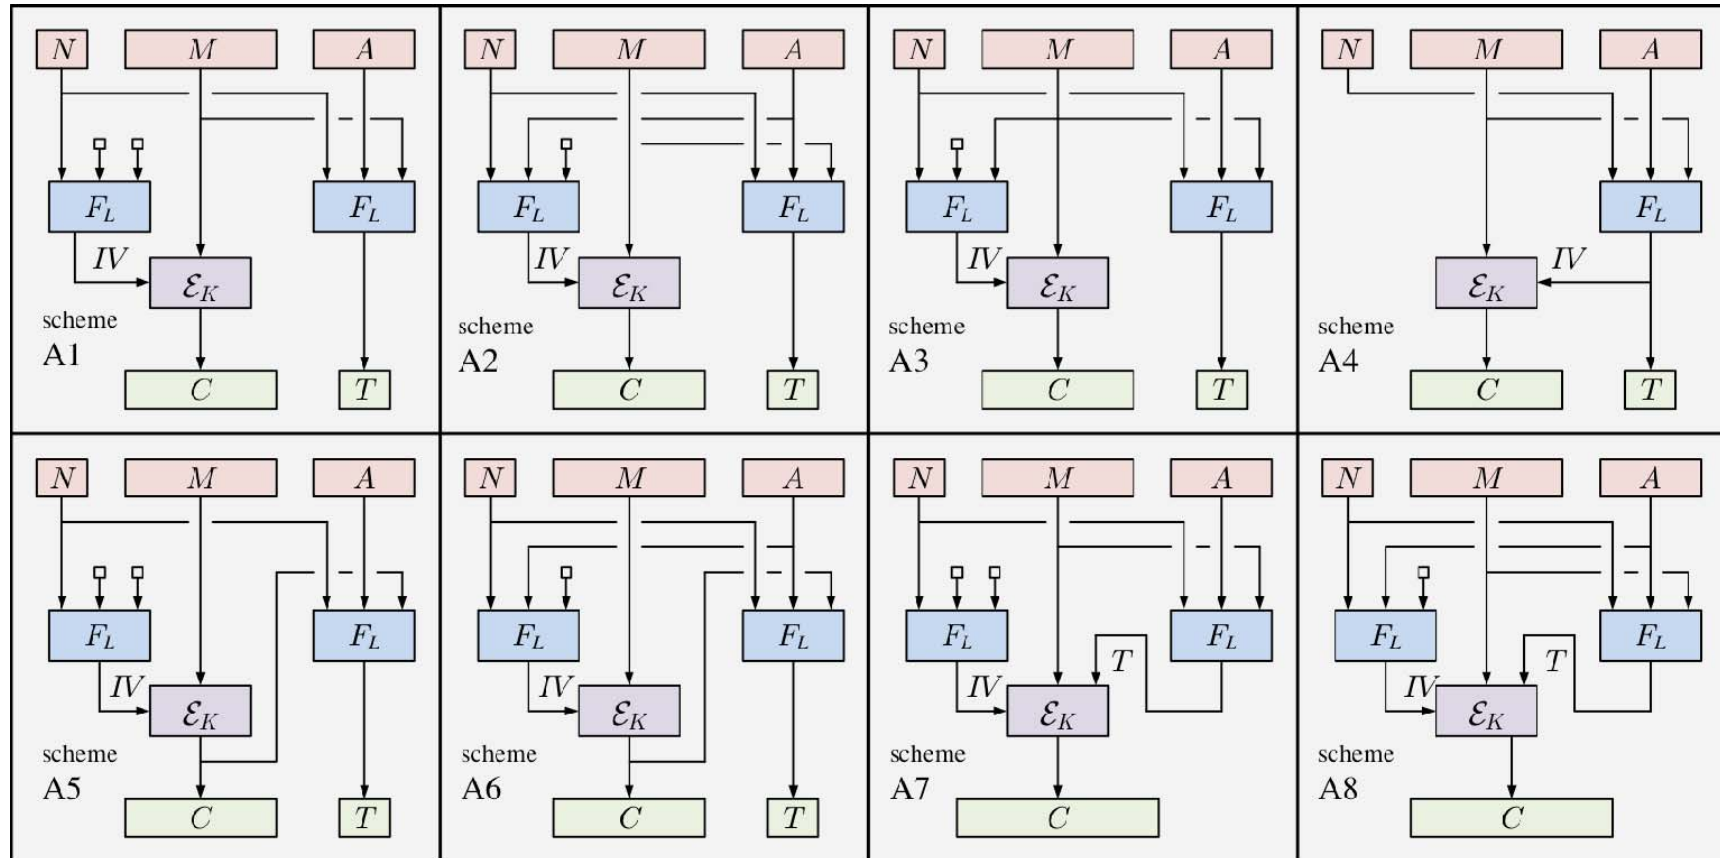 N M A
F_L F_L
IV
ℰ_K
scheme
A1
C T
N M A
F_L F_L
IV
ℰ_K
scheme
A2
C T
N M A
F_L F_L
IV
ℰ_K
scheme
A3
C T
N M A
F_L
IV
ℰ_K
scheme
A4
C T
N M A
F_L F_L
IV
ℰ_K
scheme
A5
C T
N M A
F_L F_L
IV
ℰ_K
scheme
A6
C T
N M A
F_L F_L
T
IV
ℰ_K
scheme
A7
C
N M A
F_L F_L
T
IV
ℰ_K
scheme
A8
C